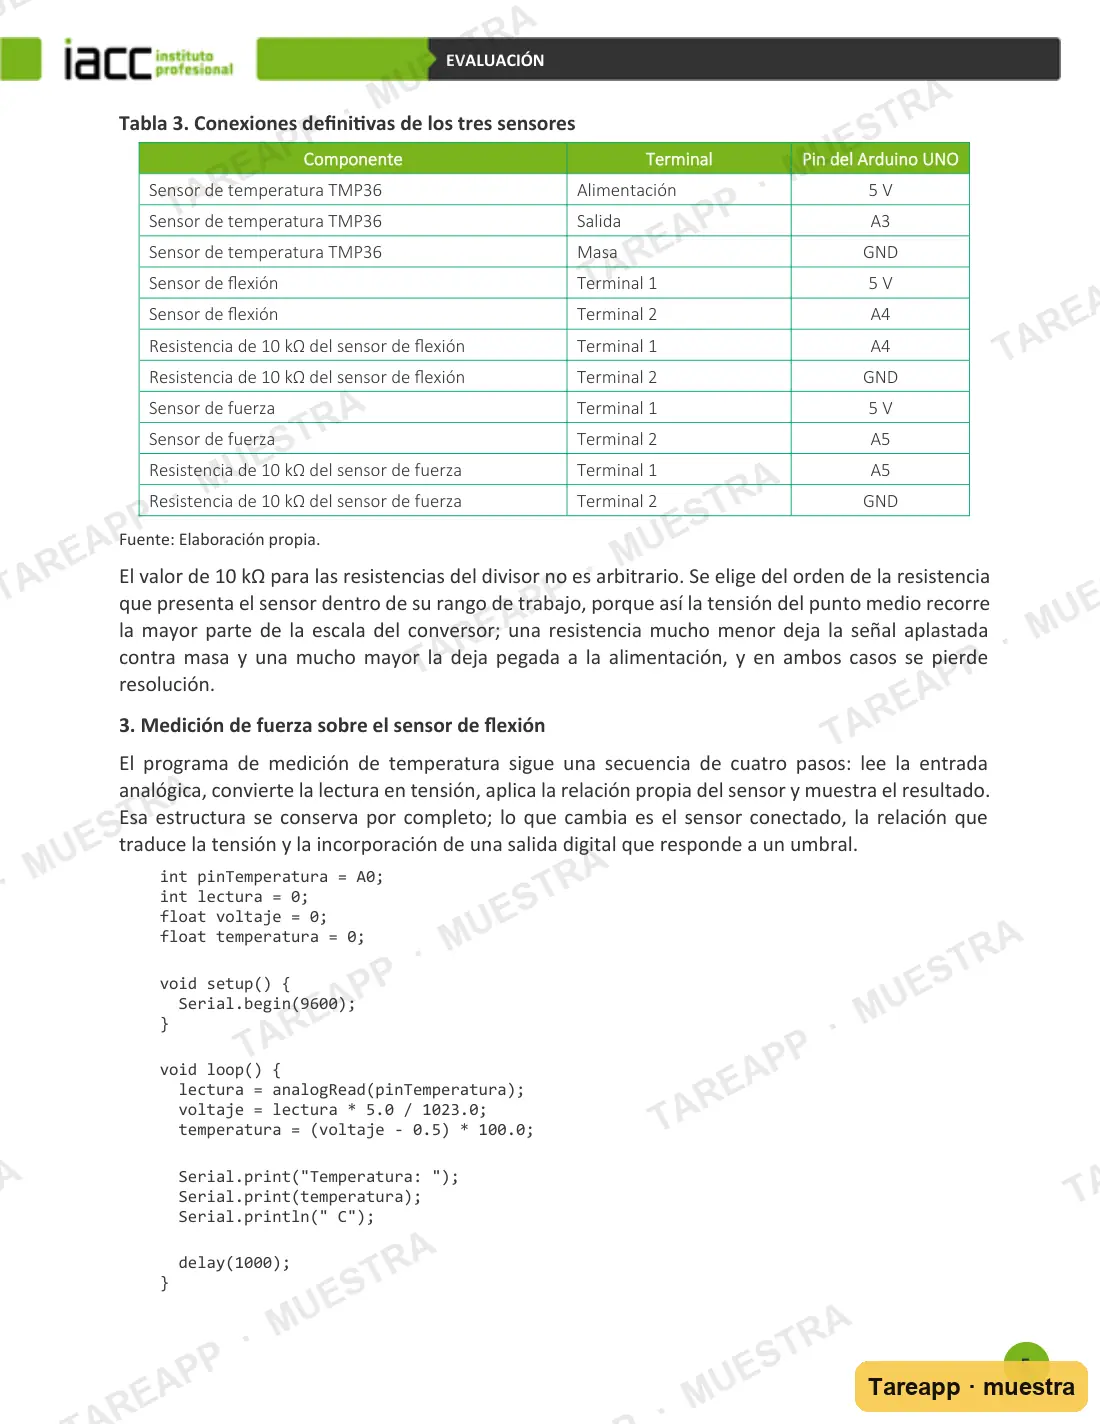 iacc instituto profesional
EVALUACIÓN
Tabla 3. Conexiones definitivas de los tres sensores
Componente Terminal Pin del Arduino UNO
Sensor de temperatura TMP36 Alimentación 5 V
Sensor de temperatura TMP36 Salida A3
Sensor de temperatura TMP36 Masa GND
Sensor de flexión Terminal 1 5 V
Sensor de flexión Terminal 2 A4
Resistencia de 10 kΩ del sensor de flexión Terminal 1 A4
Resistencia de 10 kΩ del sensor de flexión Terminal 2 GND
Sensor de fuerza Terminal 1 5 V
Sensor de fuerza Terminal 2 A5
Resistencia de 10 kΩ del sensor de fuerza Terminal 1 A5
Resistencia de 10 kΩ del sensor de fuerza Terminal 2 GND
Fuente: Elaboración propia.
El valor de 10 kΩ para las resistencias del divisor no es arbitrario. Se elige del orden de la resistencia
que presenta el sensor dentro de su rango de trabajo, porque así la tensión del punto medio recorre
la mayor parte de la escala del conversor; una resistencia mucho menor deja la señal aplastada
contra masa y una mucho mayor la deja pegada a la alimentación, y en ambos casos se pierde
resolución.
3. Medición de fuerza sobre el sensor de flexión
El programa de medición de temperatura sigue una secuencia de cuatro pasos: lee la entrada
analógica, convierte la lectura en tensión, aplica la relación propia del sensor y muestra el resultado.
Esa estructura se conserva por completo; lo que cambia es el sensor conectado, la relación que
traduce la tensión y la incorporación de una salida digital que responde a un umbral.
int pinTemperatura = A0;
int lectura = 0;
float voltaje = 0;
float temperatura = 0;
void setup() {
Serial.begin(9600);
}
void loop() {
lectura = analogRead(pinTemperatura);
voltaje = lectura * 5.0 / 1023.0;
temperatura = (voltaje - 0.5) * 100.0;
Serial.print("Temperatura: ");
Serial.print(temperatura);
Serial.println(" C");
delay(1000);
}
Tareapp · muestra